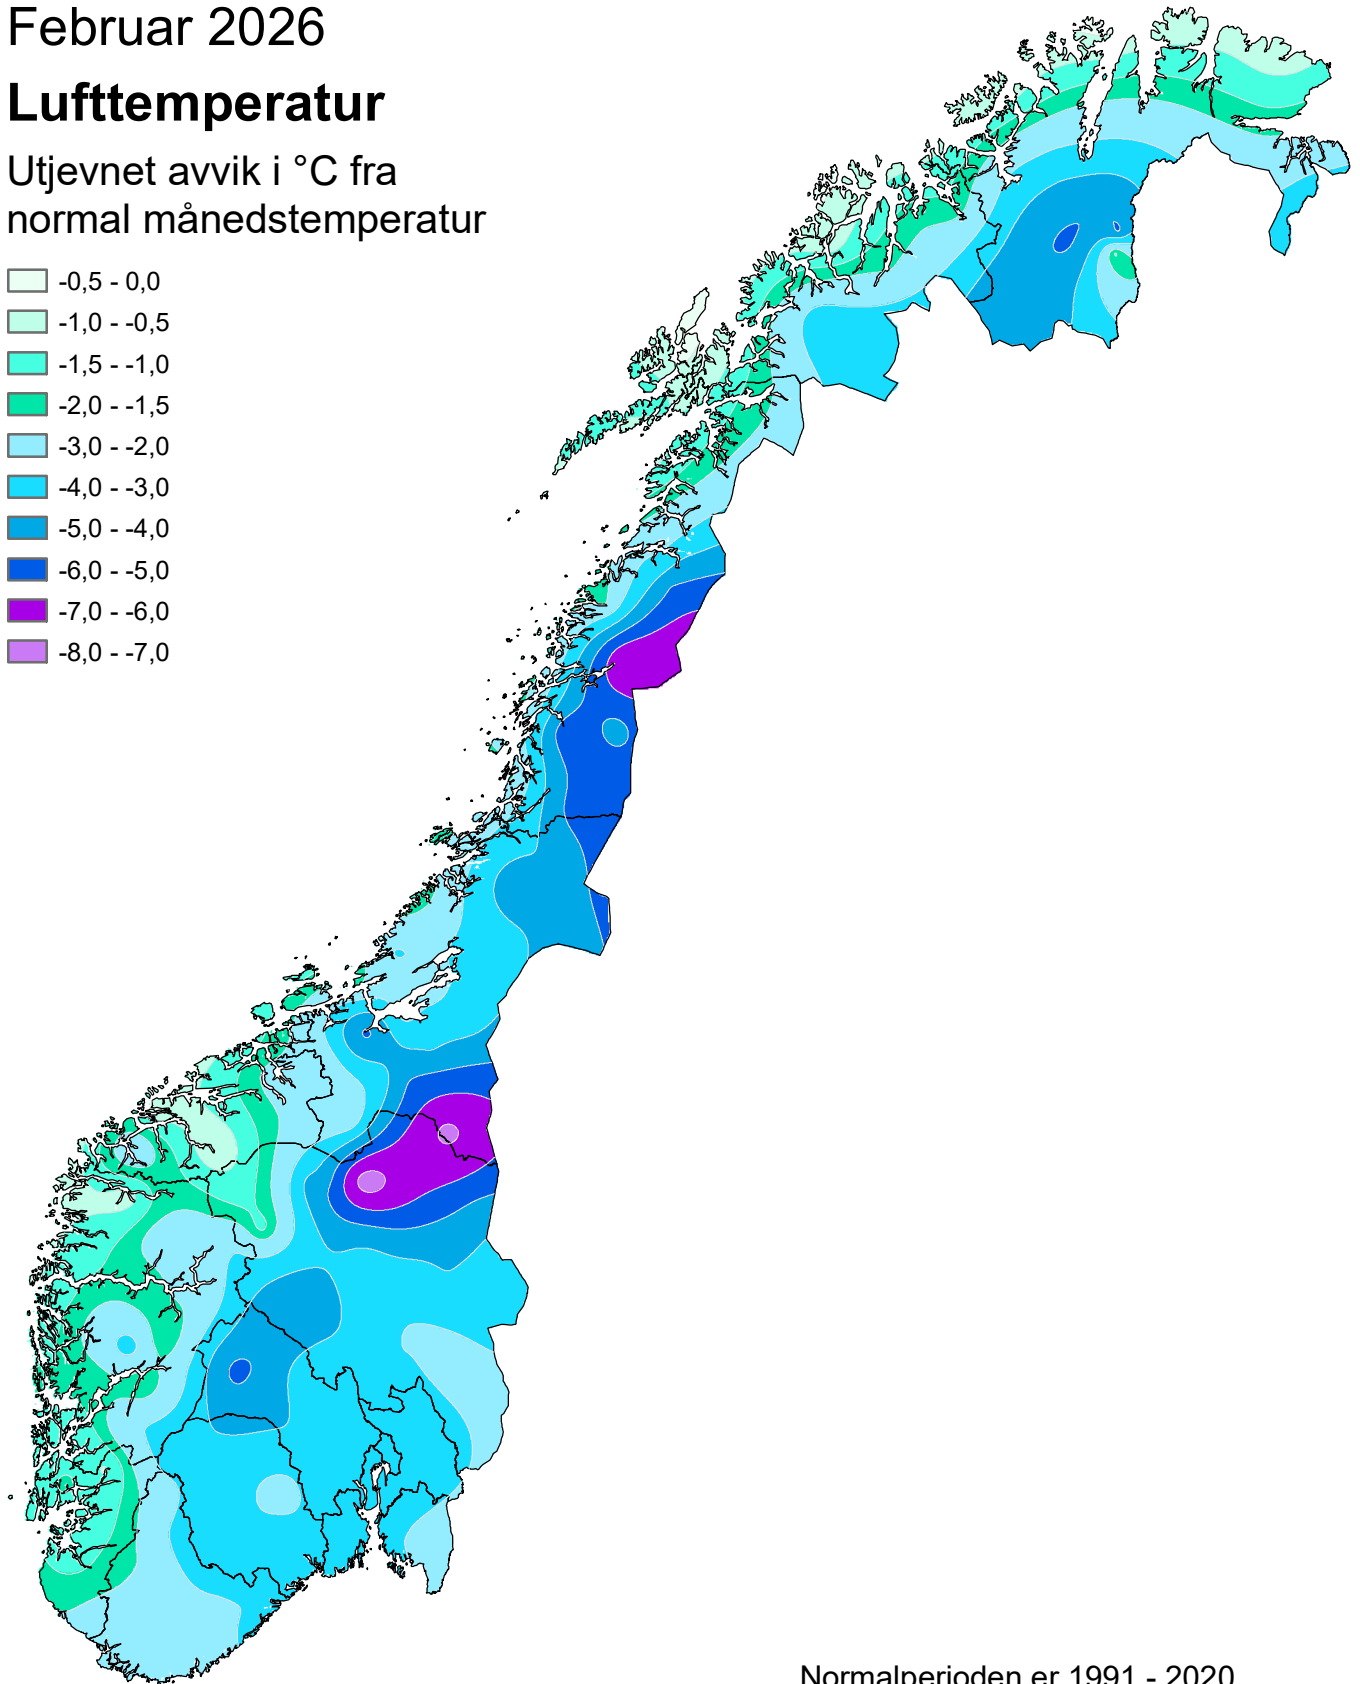 Februar 2026
Lufttemperatur
Utjevnet avvik i °C fra
normal månedstemperatur
-0,5 - 0,0
-1,0 - -0,5
-1,5 - -1,0
-2,0 - -1,5
-3,0 - -2,0
-4,0 - -3,0
-5,0 - -4,0
-6,0 - -5,0
-7,0 - -6,0
-8,0 - -7,0
Normalperioden er 1991 - 2020